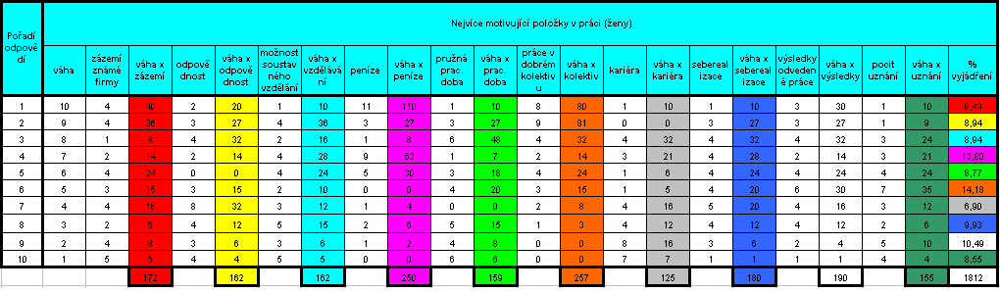 Nejvíce motivující položky v práci (ženy)
Pořadí odpově dí
váha
zázemí známé firmy
váha x zázemí
odpově dnost
váha x odpově dnost
možnost soustav ného vzdělání
váha x vzdělává ní
peníze
váha x peníze
pružná prac. doba
váha x prac. doba
práce v dobrém kolektiv u
váha x kolektiv
kariéra
váha x kariéra
sebereal izace
váha x sebereal izace
výsledky odveden é práce
váha x výsledky
pocit uznání
váha x uznání
% vyjádření
1 10 4 40 2 20 1 10 11 110 1 10 8 80 1 10 1 10 3 30 1 10 9,49
2 9 4 36 3 27 4 36 3 27 3 27 9 81 0 0 3 27 3 27 1 9 8,94
3 8 1 8 4 32 2 16 1 8 6 48 4 32 4 32 4 32 4 32 3 24 8,94
4 7 2 14 2 14 4 28 9 63 1 7 2 14 3 21 4 28 2 14 3 21 13,80
5 6 4 24 0 0 4 24 5 30 3 18 4 24 1 6 4 24 4 24 4 24 8,77
6 5 3 15 3 15 2 10 0 0 4 20 3 15 1 5 4 20 6 30 7 35 14,18
7 4 4 16 8 32 3 12 1 4 0 0 2 8 4 16 5 20 4 16 3 12 6,90
8 3 2 6 4 12 5 15 2 6 5 15 1 3 4 12 4 12 4 12 2 6 9,93
9 2 4 8 3 6 3 6 1 2 4 8 0 0 8 16 3 6 2 4 5 10 10,49
10 1 5 5 4 4 5 5 0 0 6 6 0 0 7 7 1 1 1 1 4 4 8,55
172 162 162 250 159 257 125 180 190 155 1812